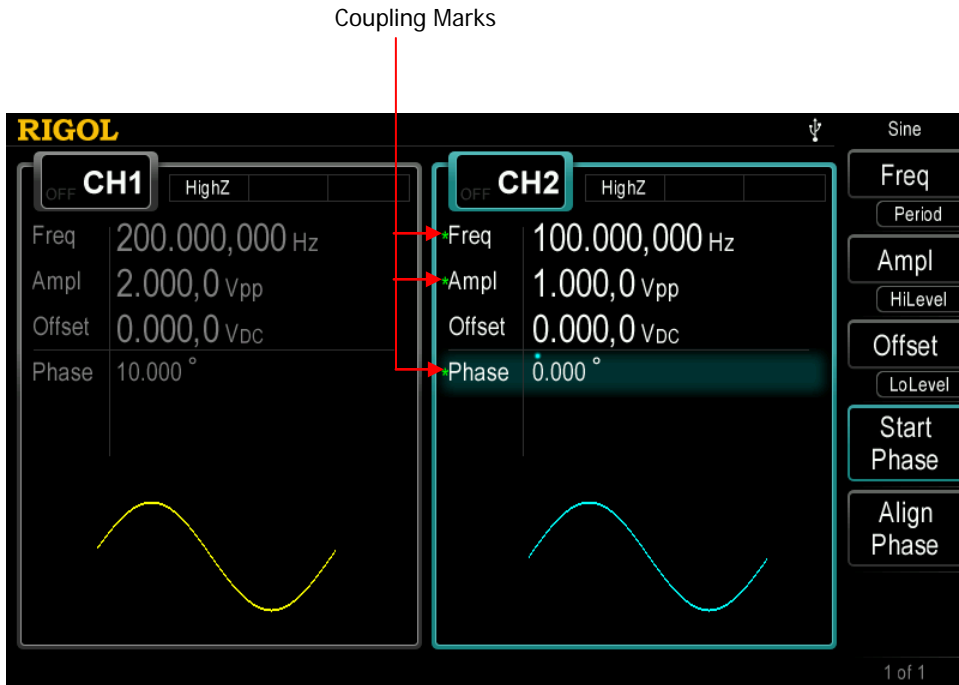 Coupling Marks
RIGOL
Sine
OFF CH1 HighZ
Freq 200.000,000 Hz
Ampl 2.000,0 Vpp
Offset 0.000,0 VDC
Phase 10.000 °
OFF CH2 HighZ
*Freq 100.000,000 Hz
*Ampl 1.000,0 Vpp
Offset 0.000,0 VDC
*Phase 0.000 °
Freq
Period
Ampl
HiLevel
Offset
LoLevel
Start
Phase
Align
Phase
1 of 1